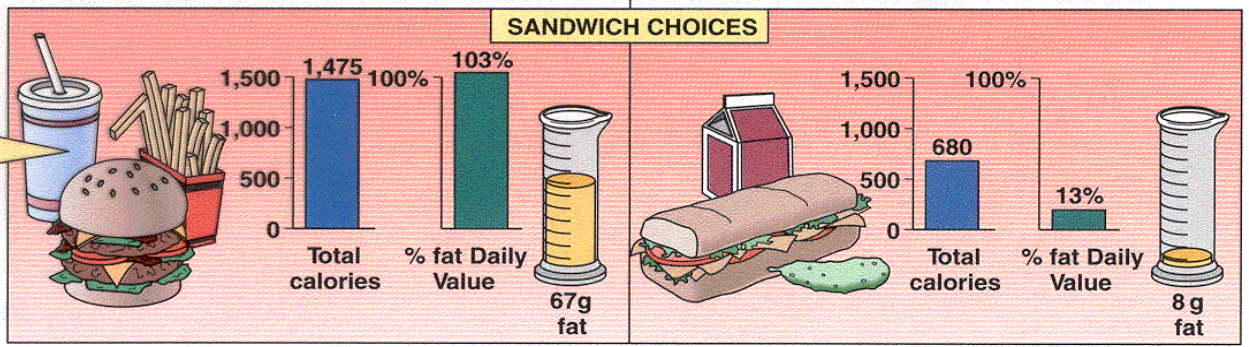 SANDWICH CHOICES
1,500
1,000
500
0
1,475
Total
calories
100%
103%
% fat Daily
Value
67g
fat
1,500
1,000
500
0
680
Total
calories
100%
13%
% fat Daily
Value
8 g
fat